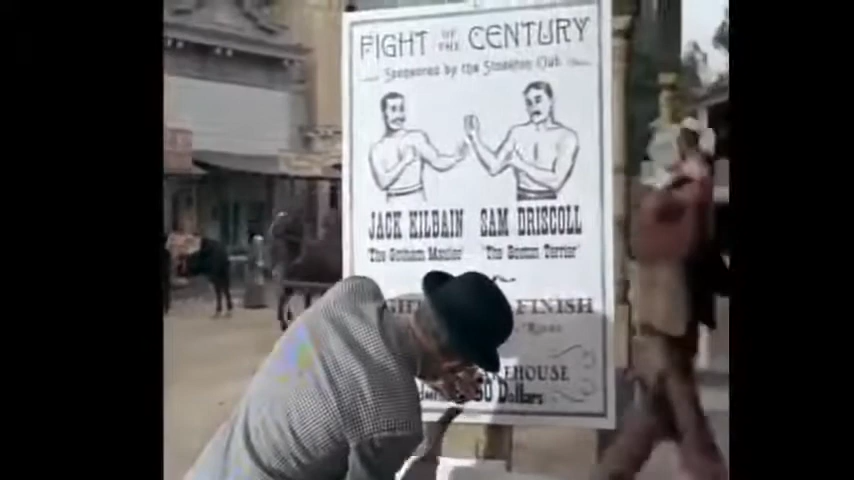 FIGHT OF THE CENTURY
Sponsored by the Stockton Club
JACK KILBAIN SAM DRISCOLL
'The Gotham Mauler' 'The Boston Terrior'
FINISH
Dollars